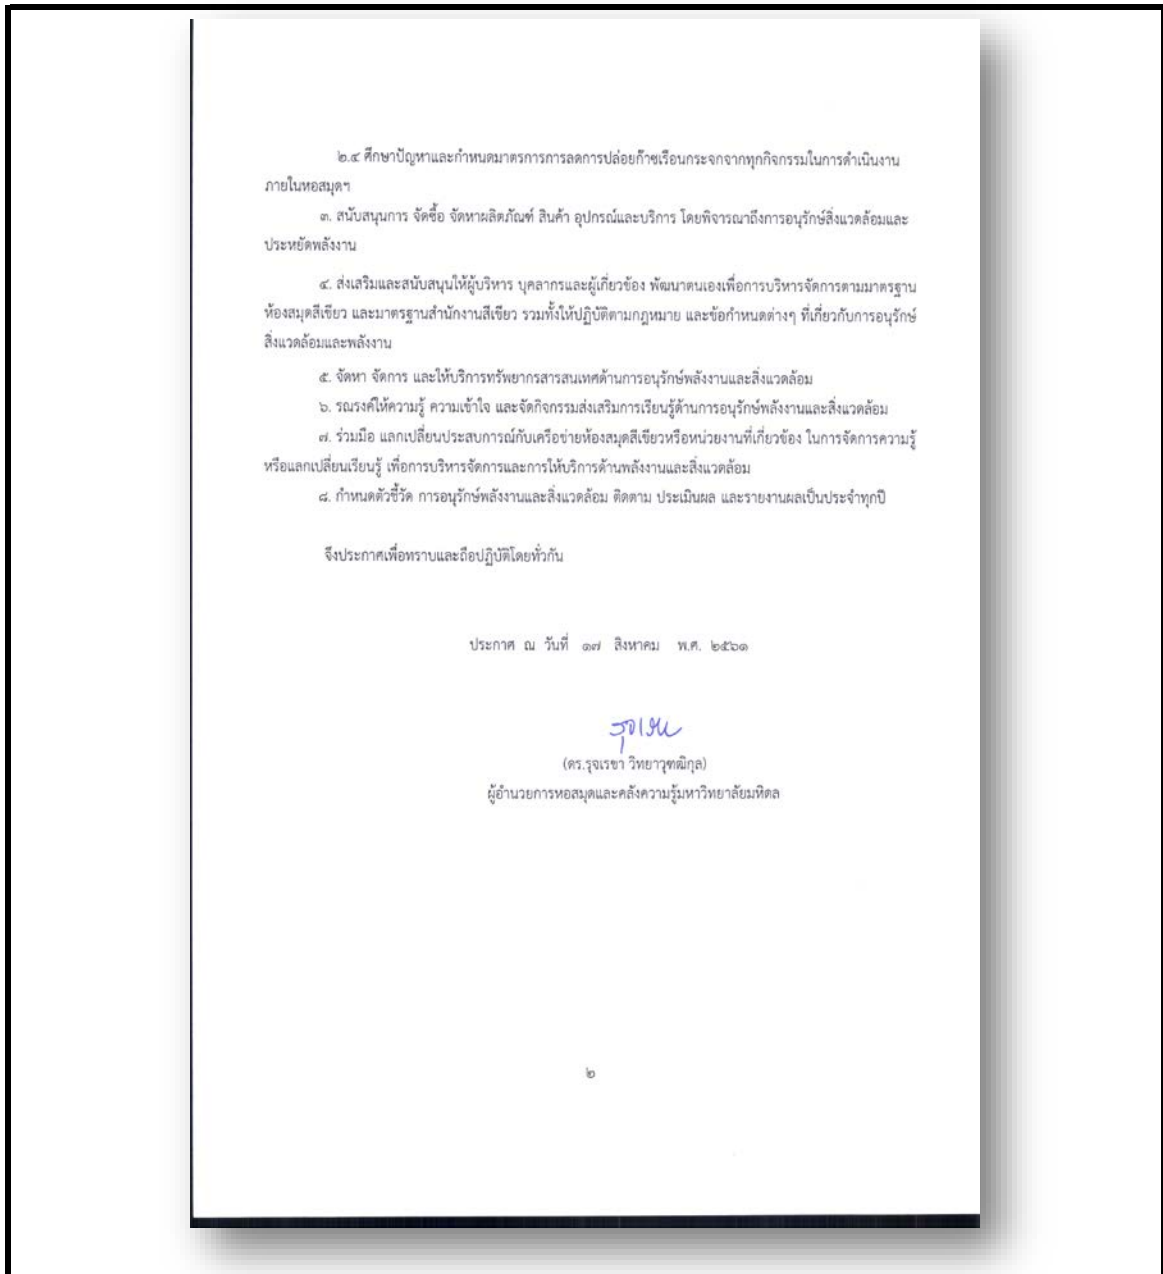 ๒.๔ ศึกษาปัญหาและกำหนดมาตรการการลดการปล่อยก๊าซเรือนกระจกจากทุกกิจกรรมในการดำเนินงาน
ภายในหอสมุดฯ
๓. สนับสนุนการ จัดซื้อ จัดหาผลิตภัณฑ์ สินค้า อุปกรณ์และบริการ โดยพิจารณาถึงการอนุรักษ์สิ่งแวดล้อมและ
ประหยัดพลังงาน
๔. ส่งเสริมและสนับสนุนให้ผู้บริหาร บุคลากรและผู้เกี่ยวข้อง พัฒนาตนเองเพื่อการบริหารจัดการตามมาตรฐาน
ห้องสมุดสีเขียว และมาตรฐานสำนักงานสีเขียว รวมทั้งให้ปฏิบัติตามกฎหมาย และข้อกำหนดต่างๆ ที่เกี่ยวกับการอนุรักษ์
สิ่งแวดล้อมและพลังงาน
๕. จัดหา จัดการ และให้บริการทรัพยากรสารสนเทศด้านการอนุรักษ์พลังงานและสิ่งแวดล้อม
๖. รณรงค์ให้ความรู้ ความเข้าใจ และจัดกิจกรรมส่งเสริมการเรียนรู้ด้านการอนุรักษ์พลังงานและสิ่งแวดล้อม
๗. ร่วมมือ แลกเปลี่ยนประสบการณ์กับเครือข่ายห้องสมุดสีเขียวหรือหน่วยงานที่เกี่ยวข้อง ในการจัดการความรู้
หรือแลกเปลี่ยนเรียนรู้ เพื่อการบริหารจัดการและการให้บริการด้านพลังงานและสิ่งแวดล้อม
๘. กำหนดตัวชี้วัด การอนุรักษ์พลังงานและสิ่งแวดล้อม ติดตาม ประเมินผล และรายงานผลเป็นประจำทุกปี
จึงประกาศเพื่อทราบและถือปฏิบัติโดยทั่วกัน
ประกาศ ณ วันที่ ๑๗ สิงหาคม พ.ศ. ๒๕๖๑
รุจเรขา
(ดร.รุจเรขา วิทยาวุฑฒิกุล)
ผู้อำนวยการหอสมุดและคลังความรู้มหาวิทยาลัยมหิดล
๒